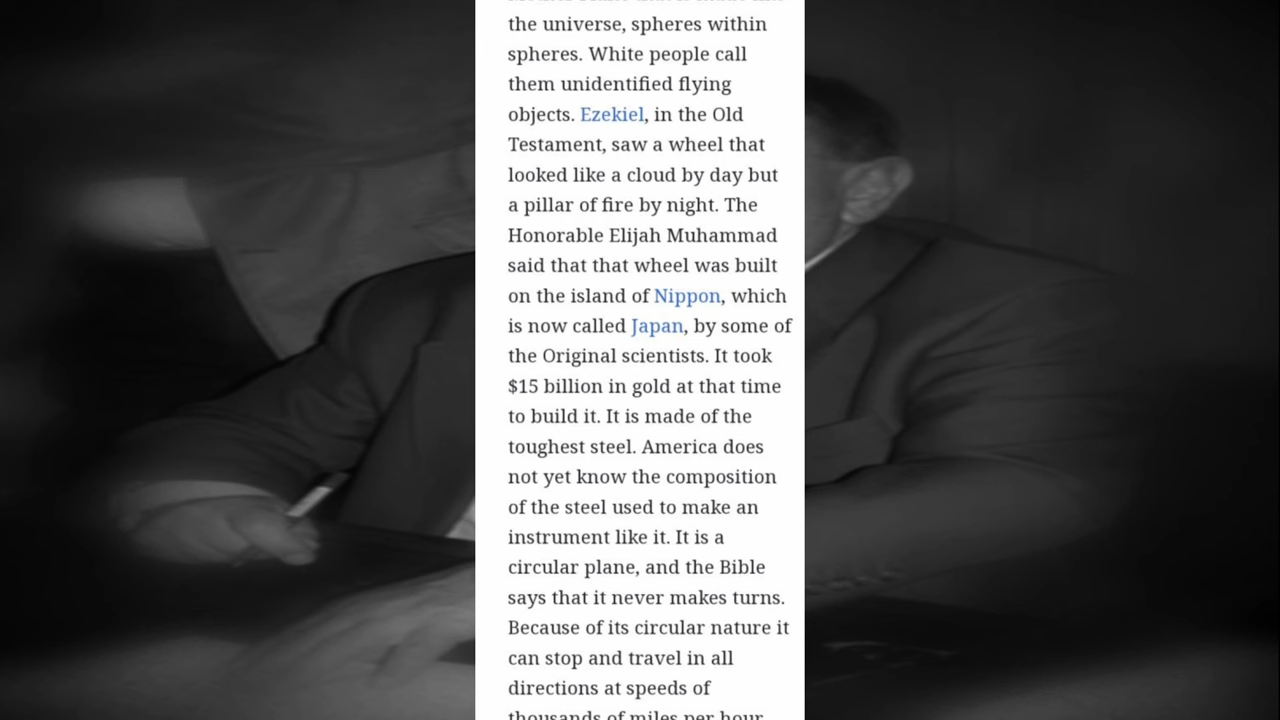 the universe, spheres within
spheres. White people call
them unidentified flying
objects. Ezekiel, in the Old
Testament, saw a wheel that
looked like a cloud by day but
a pillar of fire by night. The
Honorable Elijah Muhammad
said that that wheel was built
on the island of Nippon, which
is now called Japan, by some of
the Original scientists. It took
$15 billion in gold at that time
to build it. It is made of the
toughest steel. America does
not yet know the composition
of the steel used to make an
instrument like it. It is a
circular plane, and the Bible
says that it never makes turns.
Because of its circular nature it
can stop and travel in all
directions at speeds of
thousands of miles per hour.